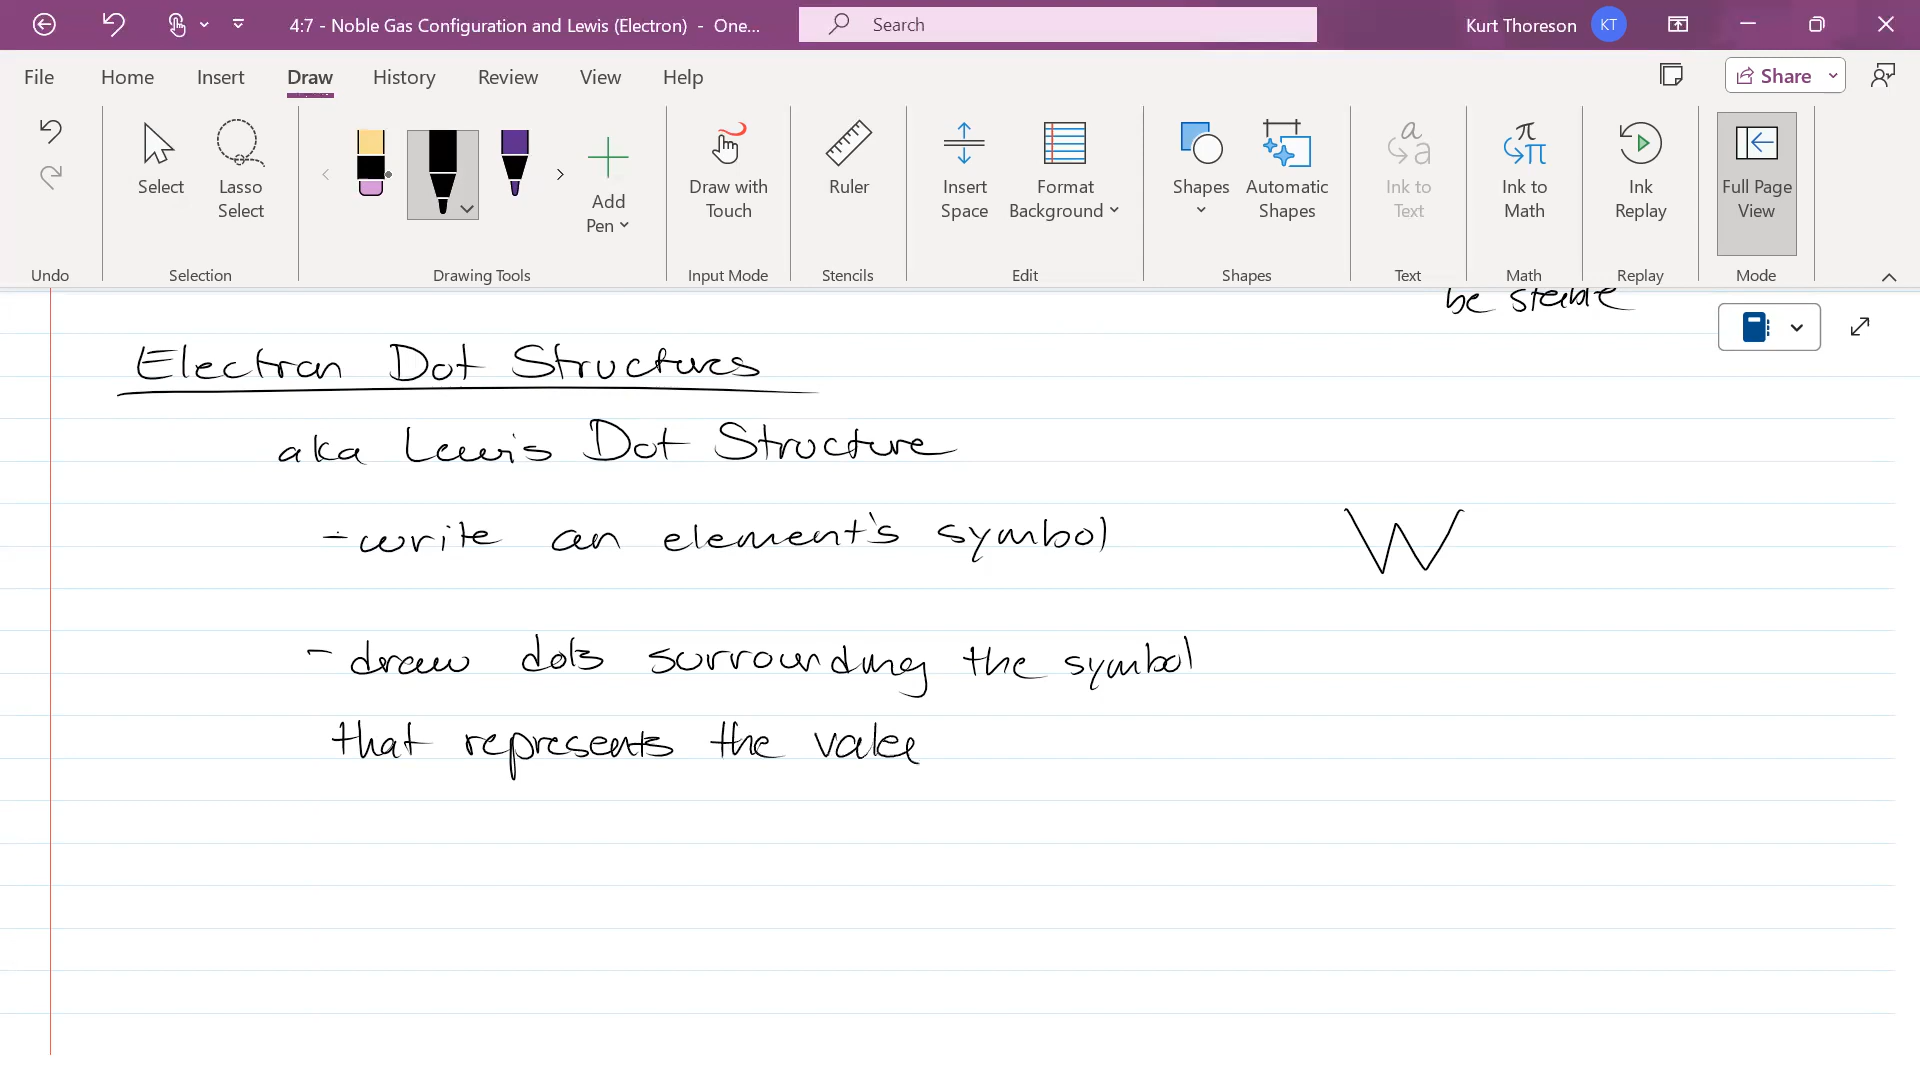 4:7 - Noble Gas Configuration and Lewis (Electron) - One...
Search
Kurt Thoreson KT
File Home Insert Draw History Review View Help
Share
Select
Lasso Select
Add Pen
Draw with Touch
Ruler
Insert Space
Format Background
Shapes
Automatic Shapes
Ink to Text
Ink to Math
Ink Replay
Full Page View
Undo Selection Drawing Tools Input Mode Stencils Edit Shapes Text Math Replay Mode
be stable
Electron Dot Structures
aka Lewis Dot Structure
- write an element's symbol W
- draw dots surrounding the symbol
that represents the vale